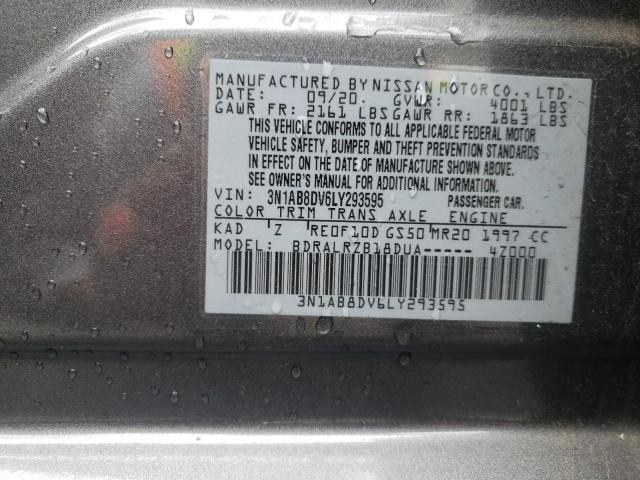 MANUFACTURED BY NISSAN MOTOR CO., LTD.
DATE: 09/20. GVWR: 4001 LBS
GAWR FR: 2161 LBS GAWR RR: 1863 LBS
THIS VEHICLE CONFORMS TO ALL APPLICABLE FEDERAL MOTOR
VEHICLE SAFETY, BUMPER AND THEFT PREVENTION STANDARDS
IN EFFECT ON THE DATE OF MANUFACTURE SHOWN ABOVE.
SEE OWNER'S MANUAL FOR ADDITIONAL INFORMATION.
VIN: 3N1AB8DV6LY293595 PASSENGER CAR.
COLOR TRIM TRANS AXLE ENGINE
KAD Z RE0F10D GS50 MR20 1997 CC
MODEL: BDRALRZB18DUA----- 4Z000
3N1AB8DV6LY293595